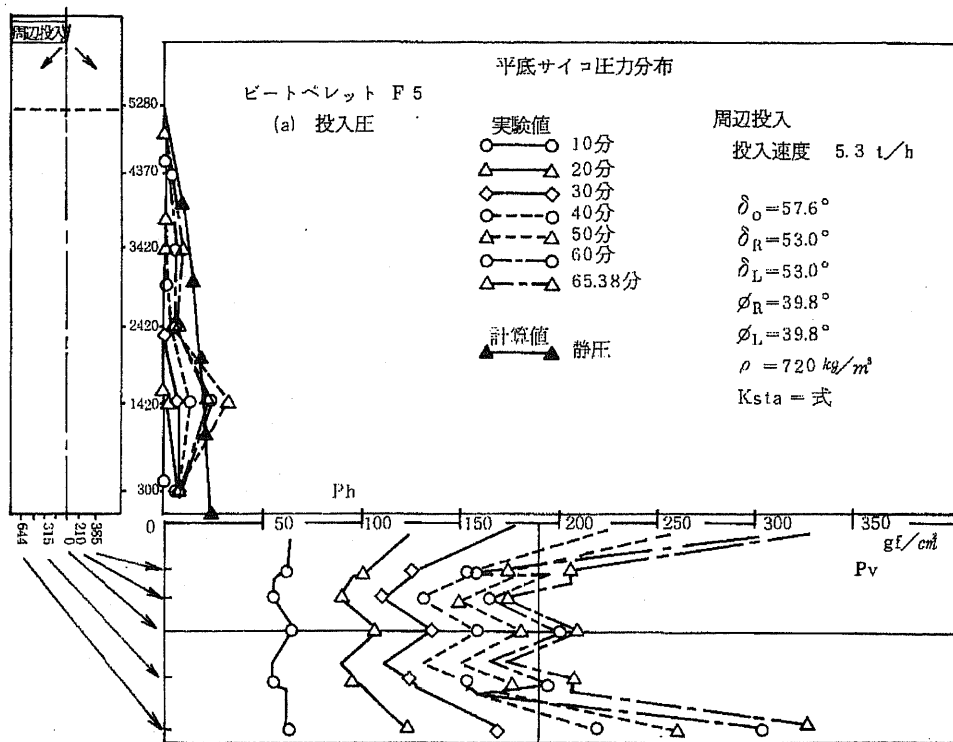 周辺投入
平底サイロ圧力分布
ビートペレット F 5
(a) 投入圧
実験値
10分
20分
30分
40分
50分
60分
65.38分
計算値
静圧
周辺投入
投入速度 5.3 t/h
δo=57.6°
δR=53.0°
δL=53.0°
φR=39.8°
φL=39.8°
ρ=720 kg/m³
Ksta=式
5280
4370
3420
2420
1420
300
0
Ph
50
100
150
200
250
300
350
gf/cm²
Pv
644
315
0
210
385